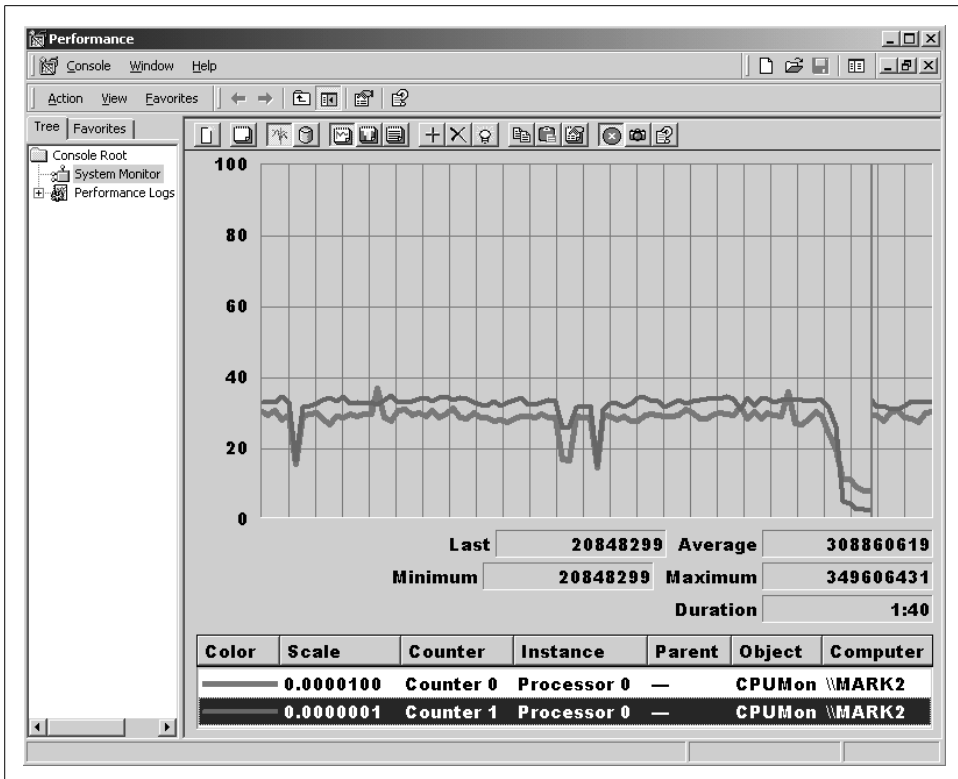 Performance
Console Window Help
Action View Favorites
Tree Favorites
Console Root
System Monitor
Performance Logs
100
80
60
40
20
0
Last 20848299 Average 308860619
Minimum 20848299 Maximum 349606431
Duration 1:40
Color Scale Counter Instance Parent Object Computer
0.0000100 Counter 0 Processor 0 — CPUMon \\MARK2
0.0000001 Counter 1 Processor 0 — CPUMon \\MARK2